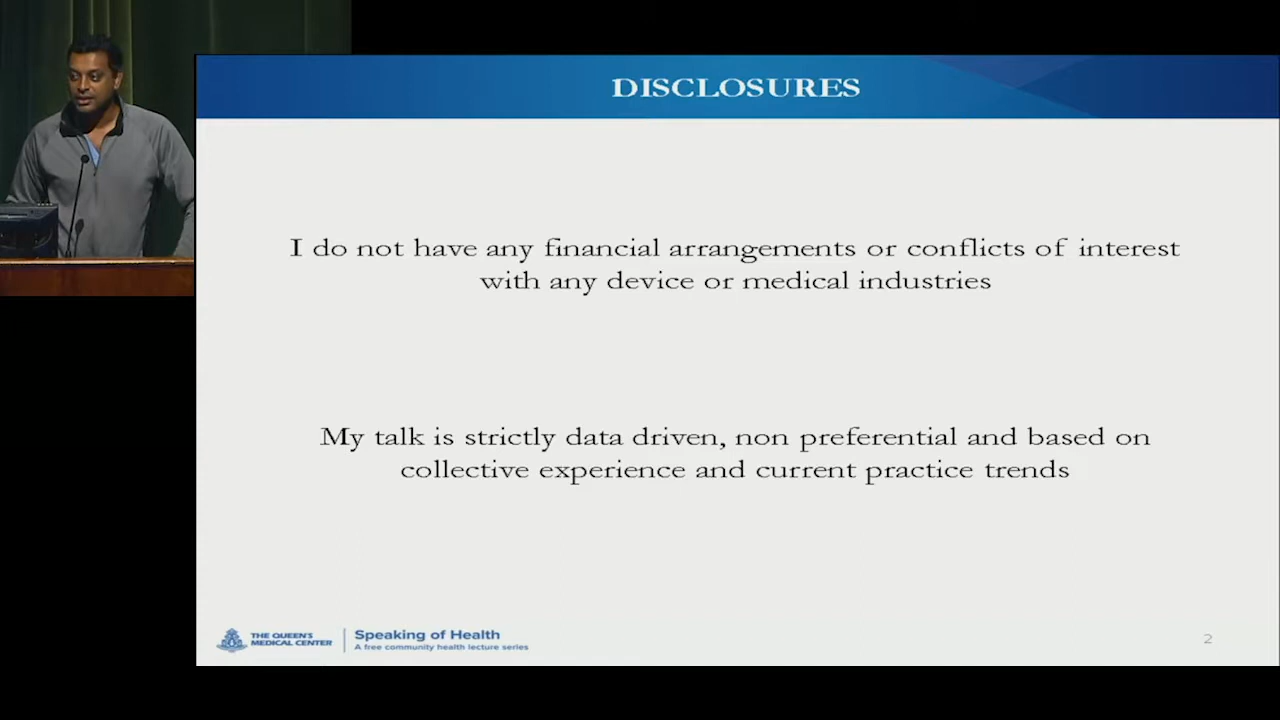 DISCLOSURES
I do not have any financial arrangements or conflicts of interest
with any device or medical industries
My talk is strictly data driven, non preferential and based on
collective experience and current practice trends
THE QUEEN'S
MEDICAL CENTER
Speaking of Health
A free community health lecture series
2